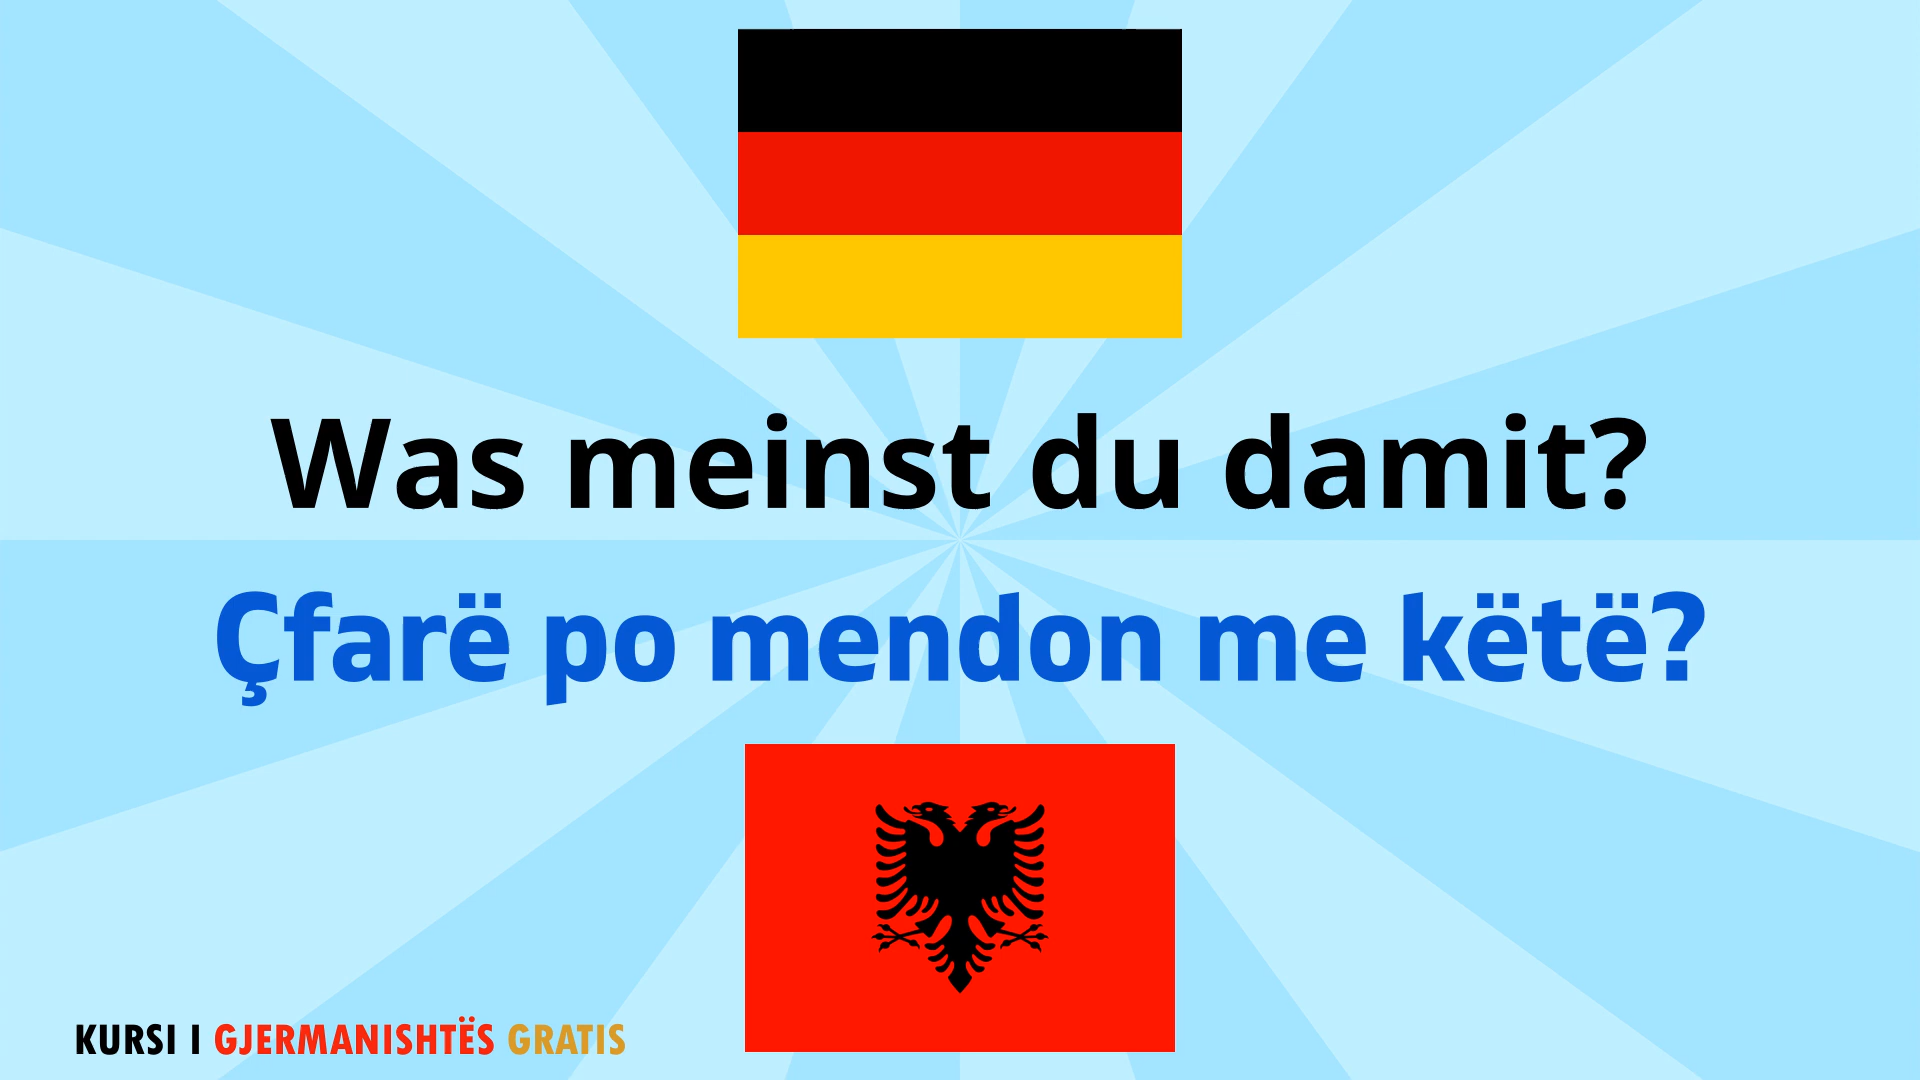 Was meinst du damit?
Çfarë po mendon me këtë?
KURSI I GJERMANISHTËS GRATIS